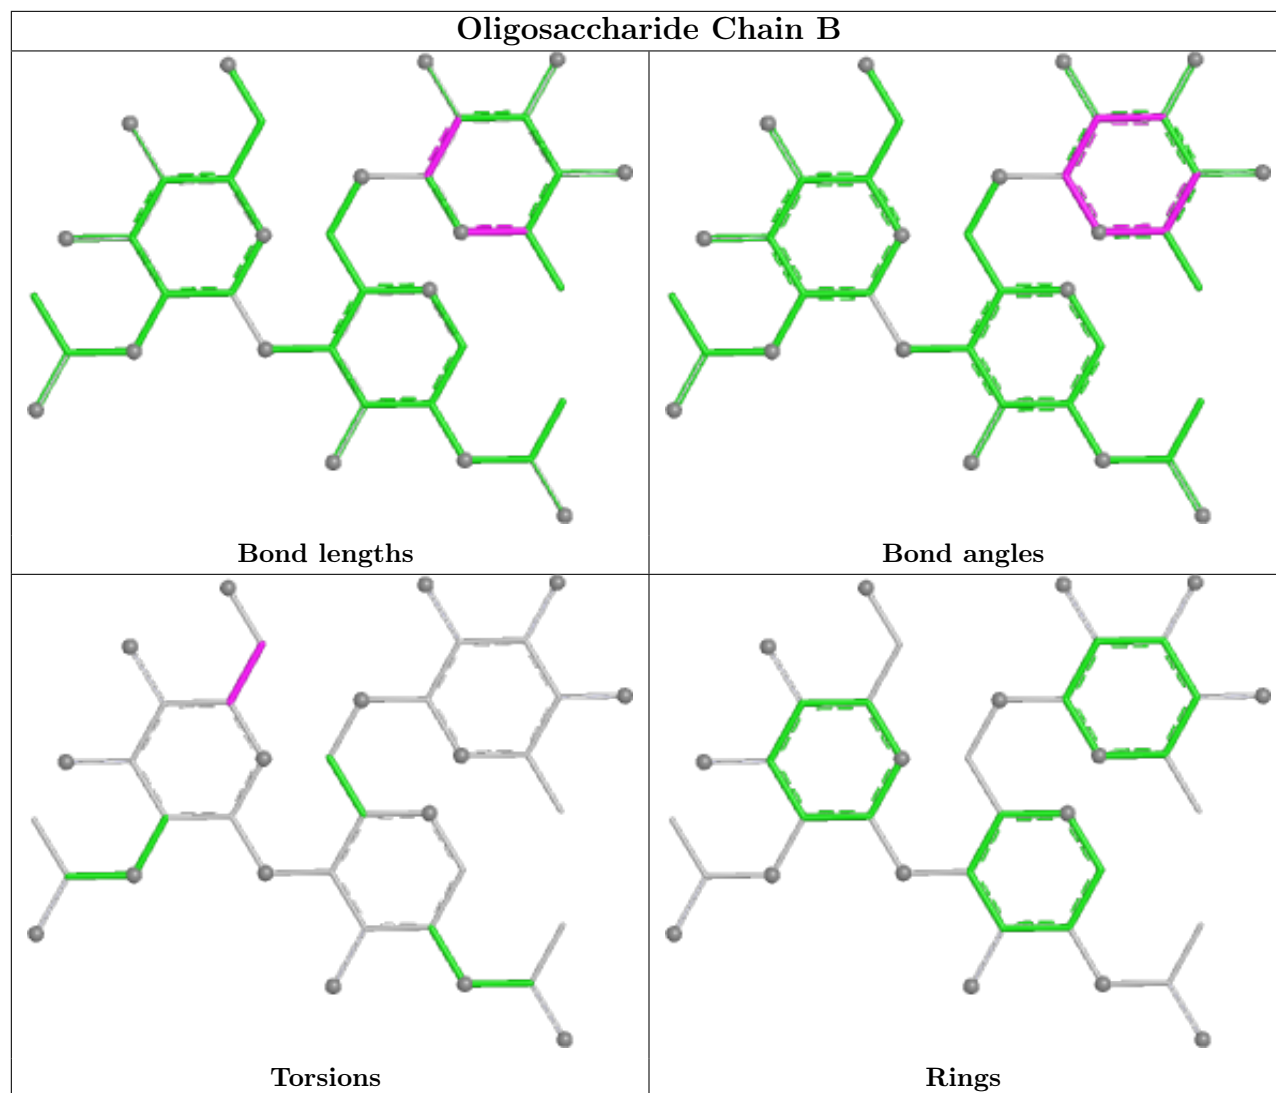 Oligosaccharide Chain B
Bond lengths
Bond angles
Torsions
Rings